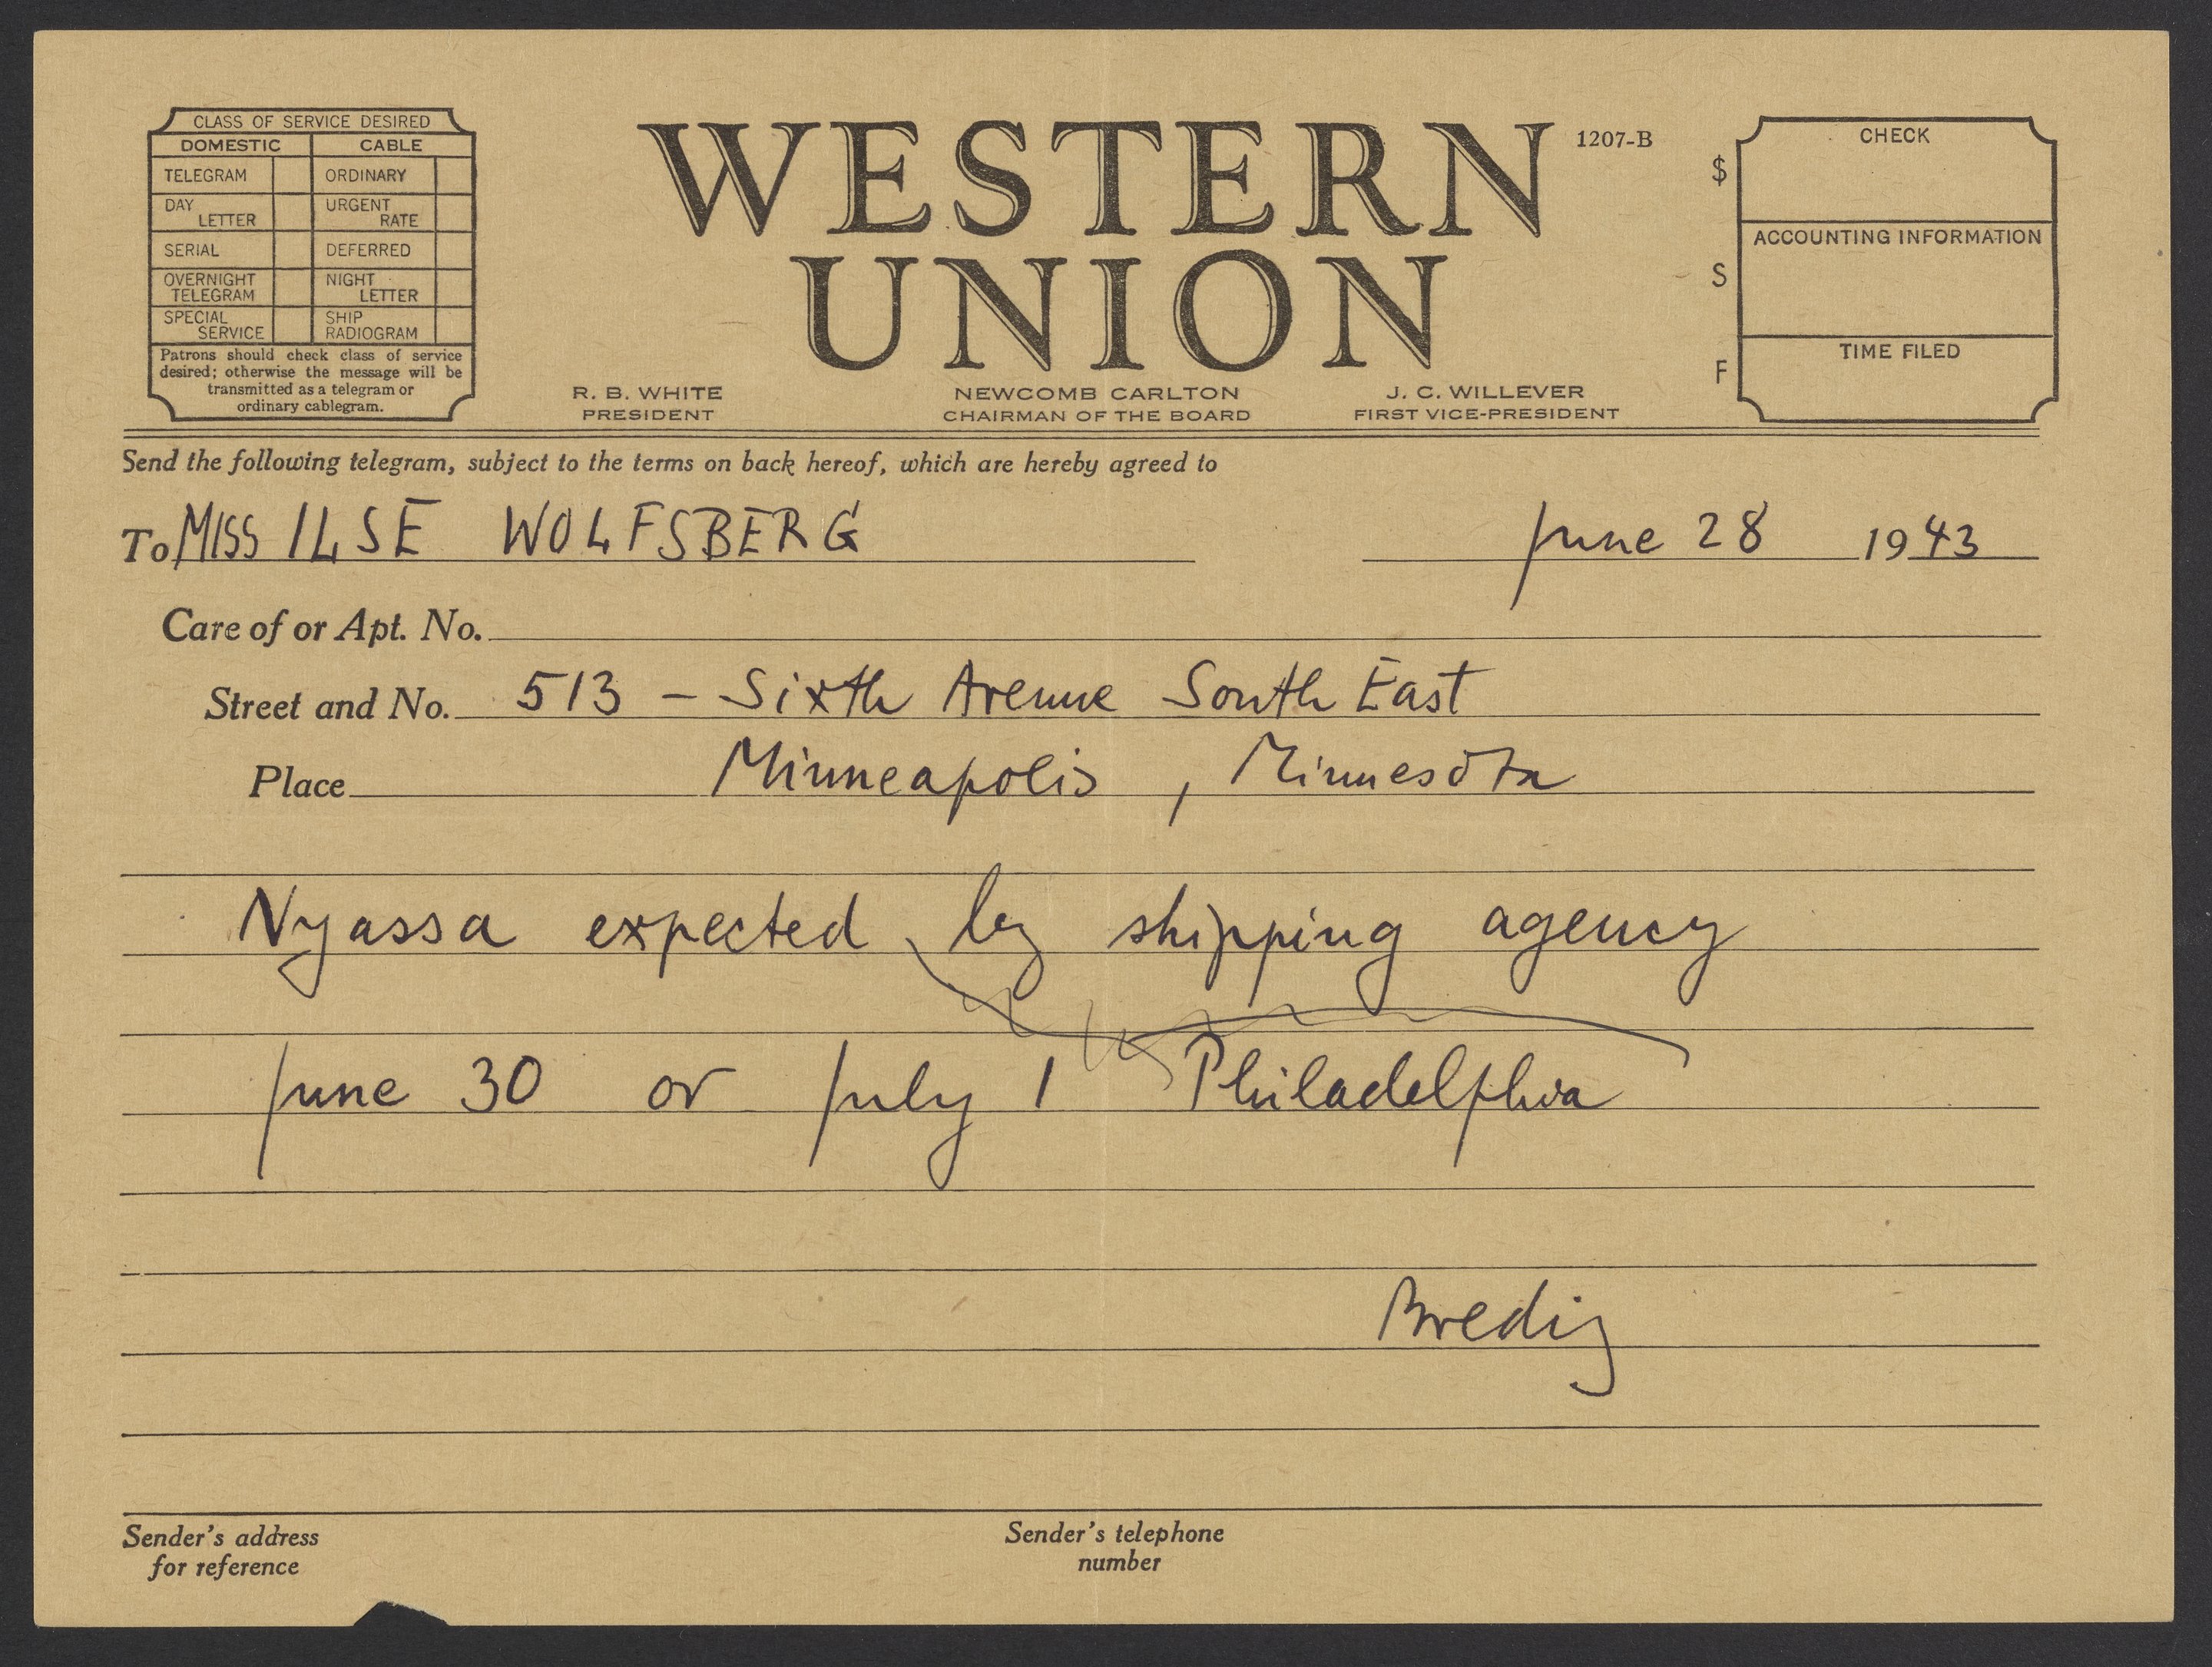 CLASS OF SERVICE DESIRED
DOMESTIC CABLE
TELEGRAM ORDINARY
DAY LETTER URGENT RATE
SERIAL DEFERRED
OVERNIGHT TELEGRAM NIGHT LETTER
SPECIAL SERVICE SHIP RADIOGRAM
Patrons should check class of service
desired; otherwise the message will be
transmitted as a telegram or
ordinary cablegram.
WESTERN
UNION
1207-B
R. B. WHITE
PRESIDENT
NEWCOMB CARLTON
CHAIRMAN OF THE BOARD
J. C. WILLEVER
FIRST VICE-PRESIDENT
$ CHECK
S ACCOUNTING INFORMATION
F TIME FILED
Send the following telegram, subject to the terms on back hereof, which are hereby agreed to
To MISS ILSE WOLFSBERG June 28 1943
Care of or Apt. No.
Street and No. 513 - Sixth Avenue South East
Place Minneapolis, Minnesota
Nyassa expected by shipping agency
June 30 or July 1 Philadelphia
Bredig
Sender's address
for reference
Sender's telephone
number